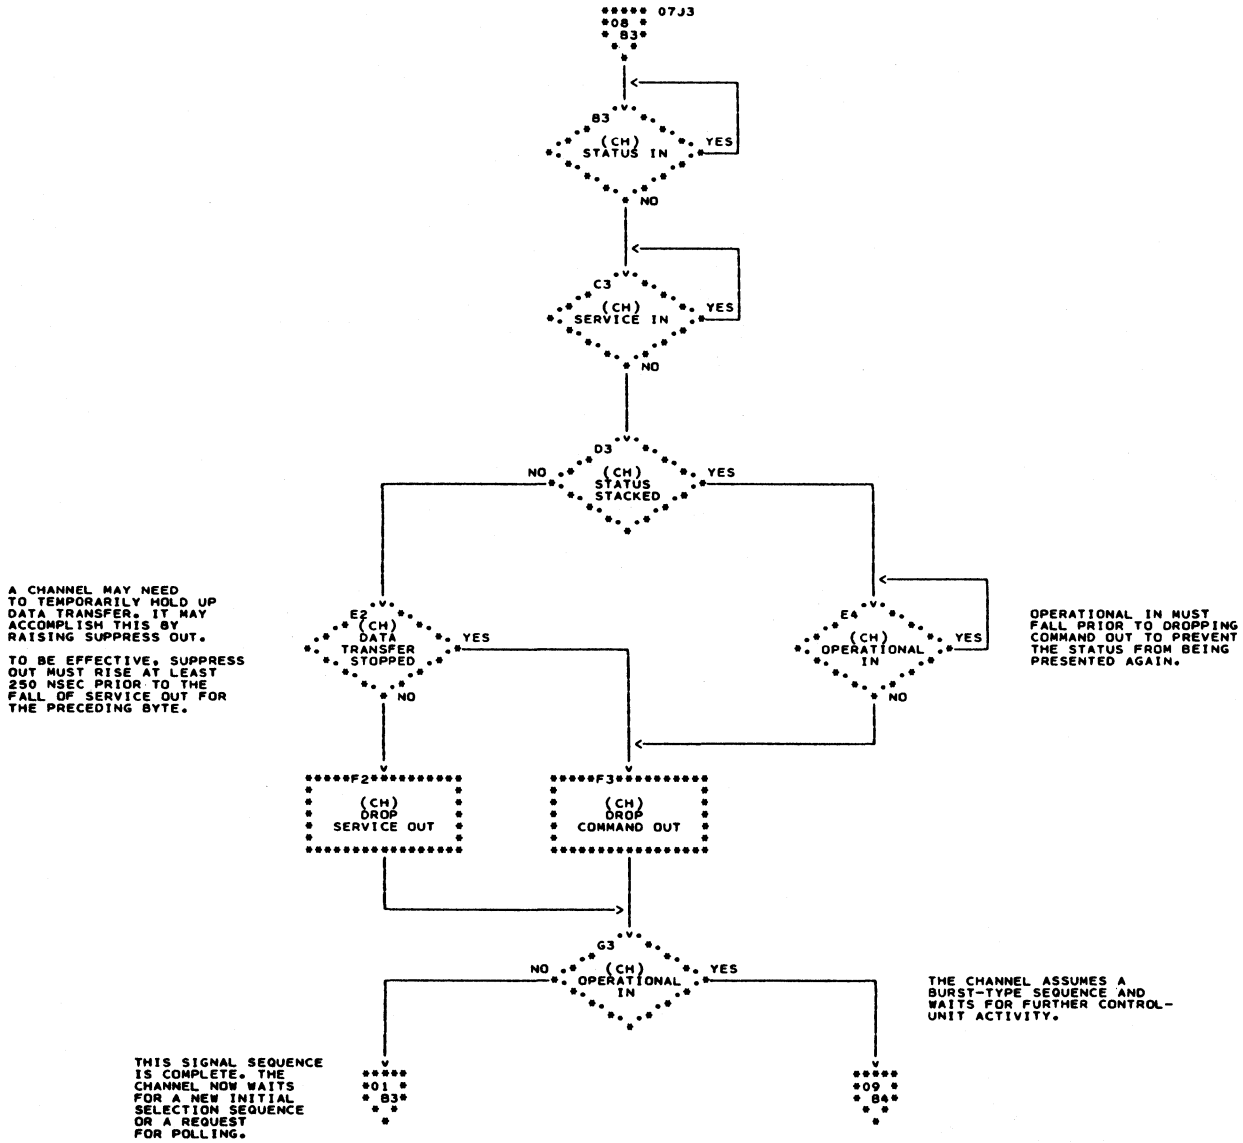 07J3
08
B3
B3
(CH)
STATUS IN
YES
NO
C3
(CH)
SERVICE IN
YES
NO
D3
NO
(CH)
STATUS
STACKED
YES
A CHANNEL MAY NEED
TO TEMPORARILY HOLD UP
DATA TRANSFER. IT MAY
ACCOMPLISH THIS BY
RAISING SUPPRESS OUT.
TO BE EFFECTIVE, SUPPRESS
OUT MUST RISE AT LEAST
250 NSEC PRIOR TO THE
FALL OF SERVICE OUT FOR
THE PRECEDING BYTE.
E2
(CH)
DATA
TRANSFER
STOPPED
YES
NO
E4
(CH)
OPERATIONAL
IN
YES
NO
OPERATIONAL IN MUST
FALL PRIOR TO DROPPING
COMMAND OUT TO PREVENT
THE STATUS FROM BEING
PRESENTED AGAIN.
F2
(CH)
DROP
SERVICE OUT
F3
(CH)
DROP
COMMAND OUT
G3
NO
(CH)
OPERATIONAL
IN
YES
THE CHANNEL ASSUMES A
BURST-TYPE SEQUENCE AND
WAITS FOR FURTHER CONTROL-
UNIT ACTIVITY.
THIS SIGNAL SEQUENCE
IS COMPLETE. THE
CHANNEL NOW WAITS
FOR A NEW INITIAL
SELECTION SEQUENCE
OR A REQUEST
FOR POLLING.
01
B3
09
B4